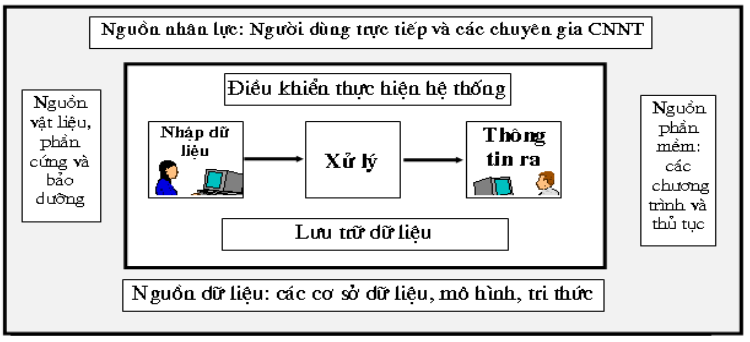 Nguồn nhân lực: Người dùng trực tiếp và các chuyên gia CNNT
Điều khiển thực hiện hệ thống
Nguồn
vật liệu,
phần
cứng và
bảo
dưỡng
Nhập dữ
liệu
Xử lý
Thông
tin ra
Nguồn
phần
mềm:
các
chương
trình và
thủ tục
Lưu trữ dữ liệu
Nguồn dữ liệu: các cơ sở dữ liệu, mô hình, tri thức